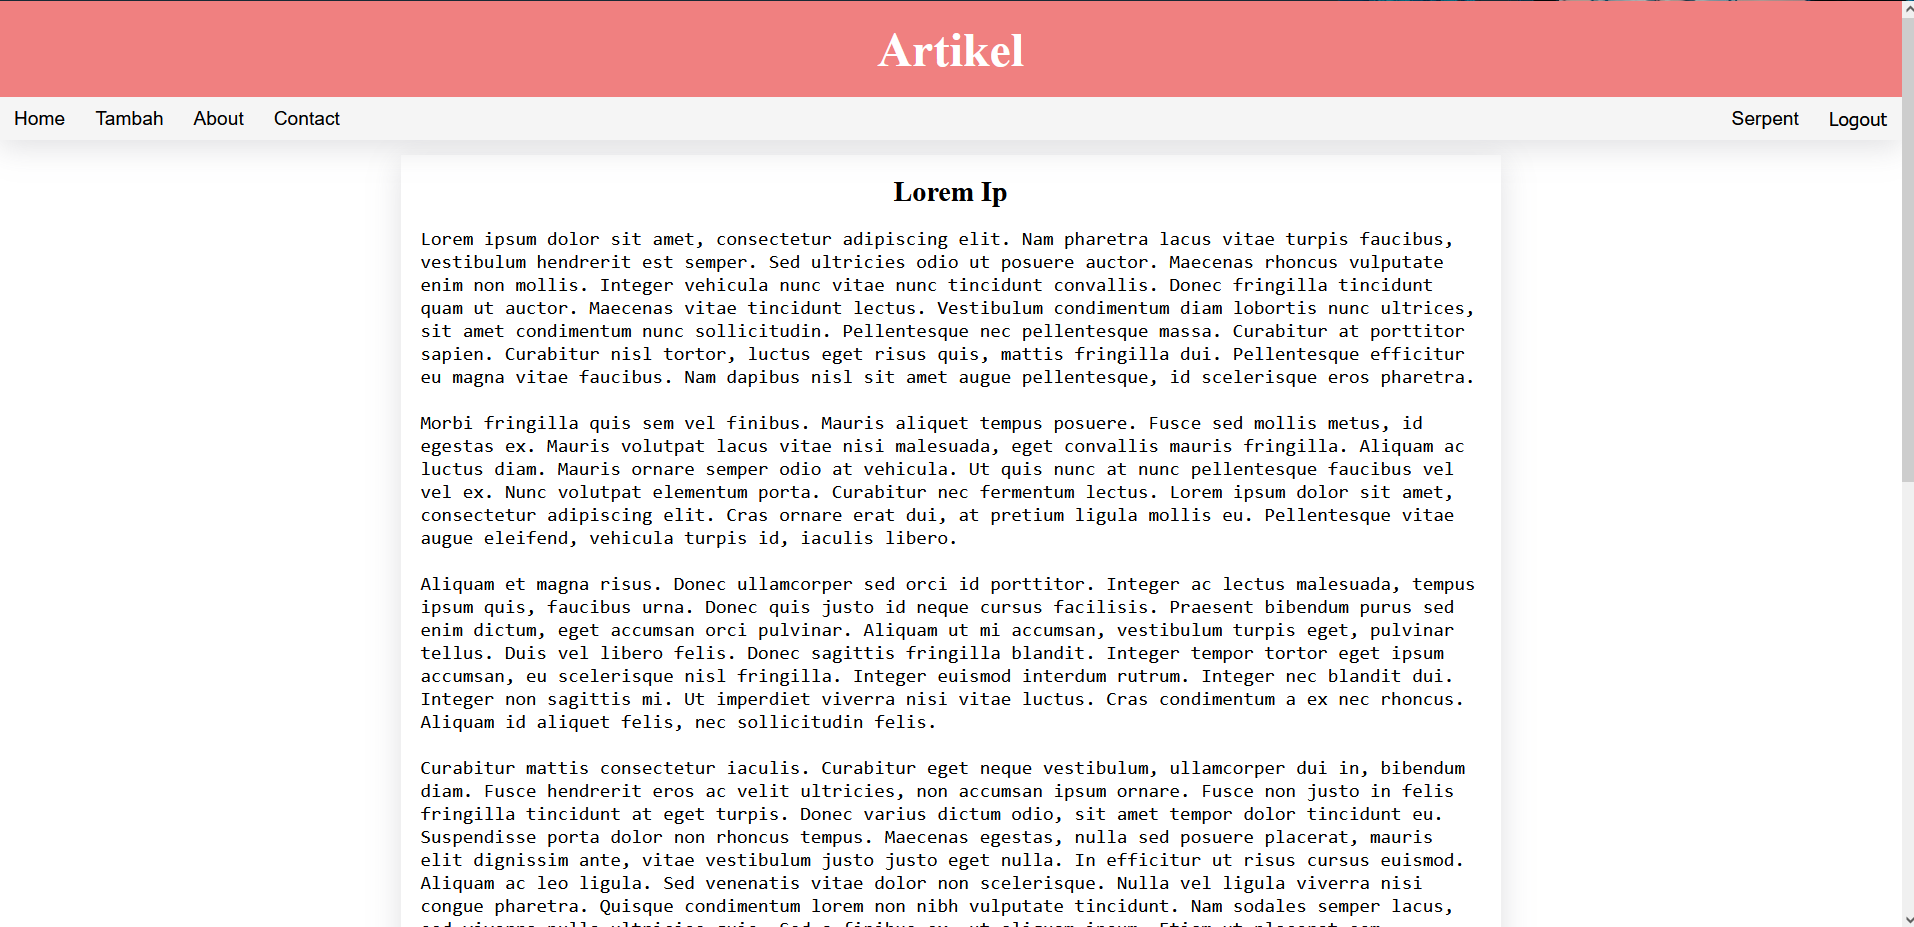 Artikel
Home Tambah About Contact Serpent Logout
Lorem Ip
Lorem ipsum dolor sit amet, consectetur adipiscing elit. Nam pharetra lacus vitae turpis faucibus,
vestibulum hendrerit est semper. Sed ultricies odio ut posuere auctor. Maecenas rhoncus vulputate
enim non mollis. Integer vehicula nunc vitae nunc tincidunt convallis. Donec fringilla tincidunt
quam ut auctor. Maecenas vitae tincidunt lectus. Vestibulum condimentum diam lobortis nunc ultrices,
sit amet condimentum nunc sollicitudin. Pellentesque nec pellentesque massa. Curabitur at porttitor
sapien. Curabitur nisl tortor, luctus eget risus quis, mattis fringilla dui. Pellentesque efficitur
eu magna vitae faucibus. Nam dapibus nisl sit amet augue pellentesque, id scelerisque eros pharetra.
Morbi fringilla quis sem vel finibus. Mauris aliquet tempus posuere. Fusce sed mollis metus, id
egestas ex. Mauris volutpat lacus vitae nisi malesuada, eget convallis mauris fringilla. Aliquam ac
luctus diam. Mauris ornare semper odio at vehicula. Ut quis nunc at nunc pellentesque faucibus vel
vel ex. Nunc volutpat elementum porta. Curabitur nec fermentum lectus. Lorem ipsum dolor sit amet,
consectetur adipiscing elit. Cras ornare erat dui, at pretium ligula mollis eu. Pellentesque vitae
augue eleifend, vehicula turpis id, iaculis libero.
Aliquam et magna risus. Donec ullamcorper sed orci id porttitor. Integer ac lectus malesuada, tempus
ipsum quis, faucibus urna. Donec quis justo id neque cursus facilisis. Praesent bibendum purus sed
enim dictum, eget accumsan orci pulvinar. Aliquam ut mi accumsan, vestibulum turpis eget, pulvinar
tellus. Duis vel libero felis. Donec sagittis fringilla blandit. Integer tempor tortor eget ipsum
accumsan, eu scelerisque nisl fringilla. Integer euismod interdum rutrum. Integer nec blandit dui.
Integer non sagittis mi. Ut imperdiet viverra nisi vitae luctus. Cras condimentum a ex nec rhoncus.
Aliquam id aliquet felis, nec sollicitudin felis.
Curabitur mattis consectetur iaculis. Curabitur eget neque vestibulum, ullamcorper dui in, bibendum
diam. Fusce hendrerit eros ac velit ultricies, non accumsan ipsum ornare. Fusce non justo in felis
fringilla tincidunt at eget turpis. Donec varius dictum odio, sit amet tempor dolor tincidunt eu.
Suspendisse porta dolor non rhoncus tempus. Maecenas egestas, nulla sed posuere placerat, mauris
elit dignissim ante, vitae vestibulum justo justo eget nulla. In efficitur ut risus cursus euismod.
Aliquam ac leo ligula. Sed venenatis vitae dolor non scelerisque. Nulla vel ligula viverra nisi
congue pharetra. Quisque condimentum lorem non nibh vulputate tincidunt. Nam sodales semper lacus,